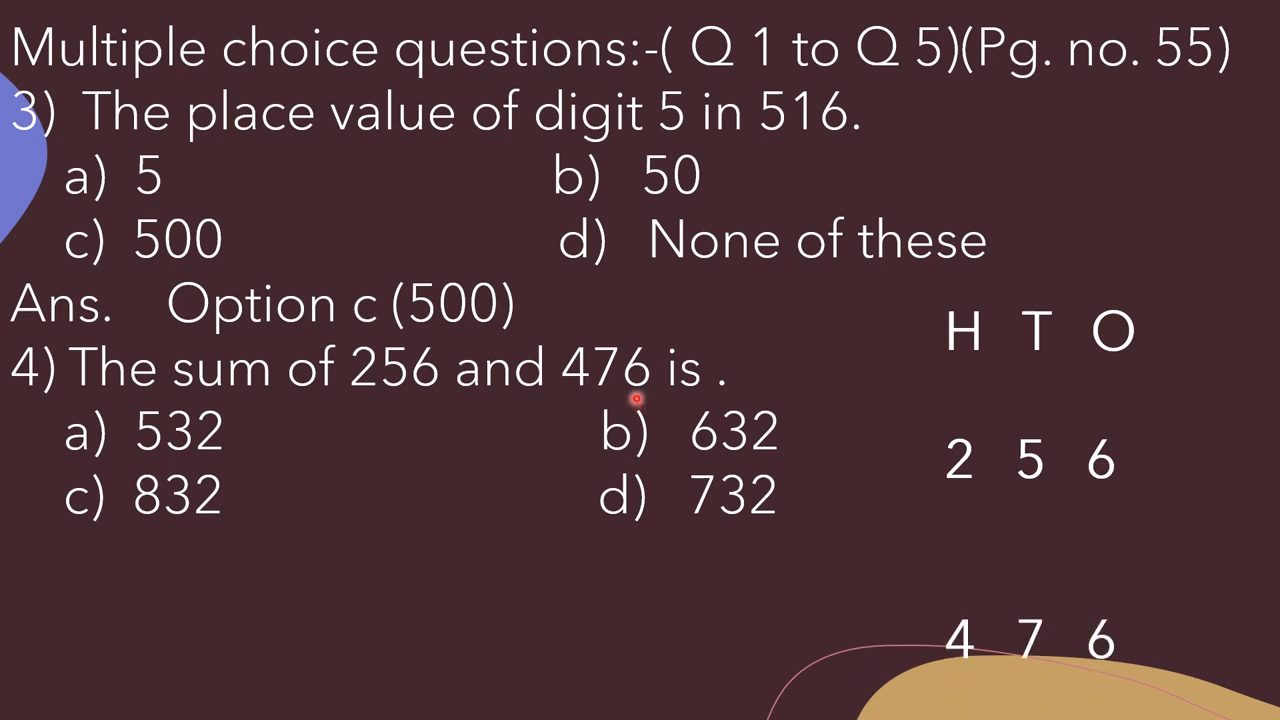 Multiple choice questions:-( Q 1 to Q 5)(Pg. no. 55)
3) The place value of digit 5 in 516.
a) 5 b) 50
c) 500 d) None of these
Ans. Option c (500)
4) The sum of 256 and 476 is .
a) 532 b) 632
c) 832 d) 732
H T O
2 5 6
4 7 6